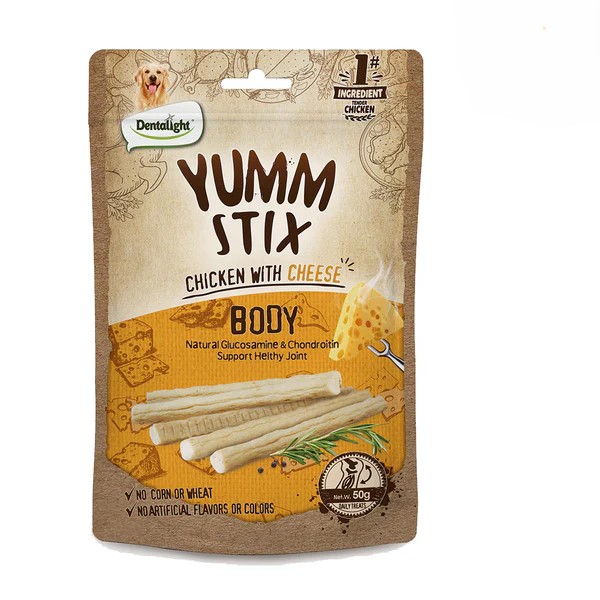 1#
INGREDIENT
TENDER
CHICKEN
Dentalight®
YUMM
STIX
CHICKEN WITH CHEESE
BODY
Natural Glucosamine & Chondroitin
Support Helthy Joint
✓ NO CORN OR WHEAT
✓ NO ARTIFICIAL FLAVORS OR COLORS
Net.W. 50g
DAILY TREATS